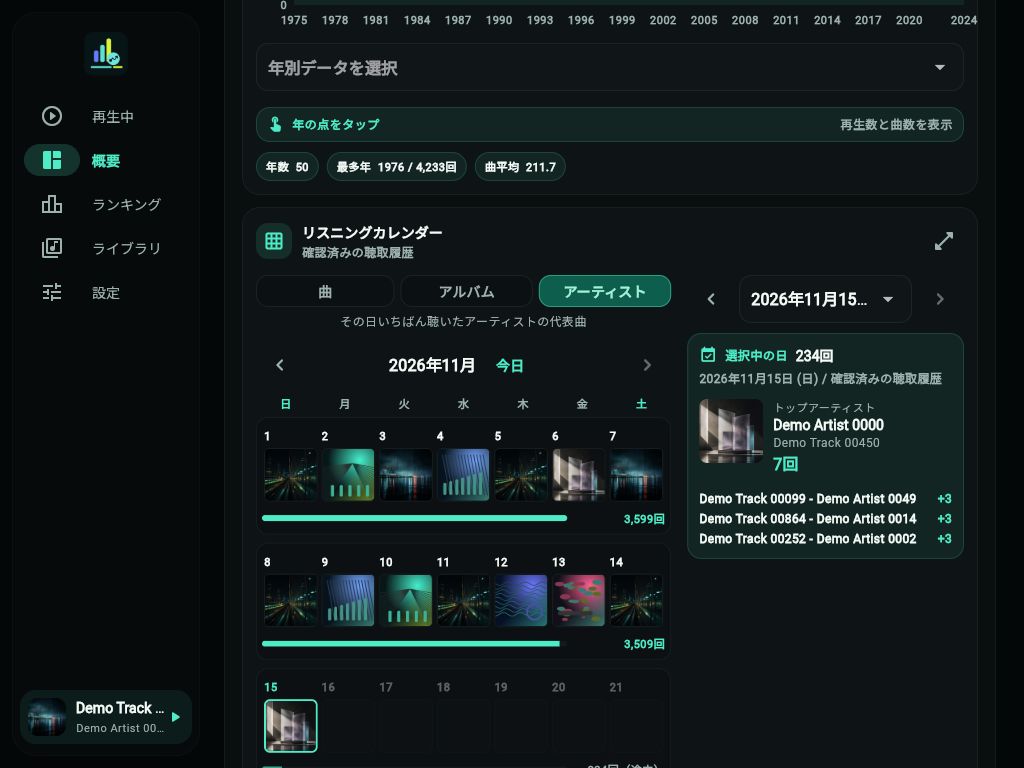 0
1975 1978 1981 1984 1987 1990 1993 1996 1999 2002 2005 2008 2011 2014 2017 2020 2024
年別データを選択
年の点をタップ 再生数と曲数を表示
年数 50 最多年 1976 / 4,233回 曲平均 211.7
再生中
概要
ランキング
ライブラリ
設定
リスニングカレンダー
確認済みの聴取履歴
曲 アルバム アーティスト
その日いちばん聴いたアーティストの代表曲
2026年11月 今日
日 月 火 水 木 金 土
1 2 3 4 5 6 7
3,599回
8 9 10 11 12 13 14
3,509回
15 16 17 18 19 20 21
2026年11月15...
選択中の日 234回
2026年11月15日 (日) / 確認済みの聴取履歴
トップアーティスト
Demo Artist 0000
Demo Track 00450
7回
Demo Track 00099 - Demo Artist 0049 +3
Demo Track 00864 - Demo Artist 0014 +3
Demo Track 00252 - Demo Artist 0002 +3
Demo Track ...
Demo Artist 00...